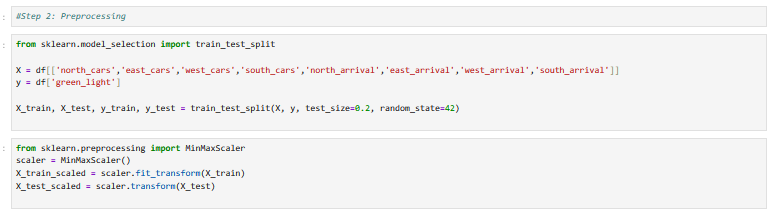 #Step 2: Preprocessing
from sklearn.model_selection import train_test_split
X = df[['north_cars','east_cars','west_cars','south_cars','north_arrival','east_arrival','west_arrival','south_arrival']]
y = df['green_light']
X_train, X_test, y_train, y_test = train_test_split(X, y, test_size=0.2, random_state=42)
from sklearn.preprocessing import MinMaxScaler
scaler = MinMaxScaler()
X_train_scaled = scaler.fit_transform(X_train)
X_test_scaled = scaler.transform(X_test)